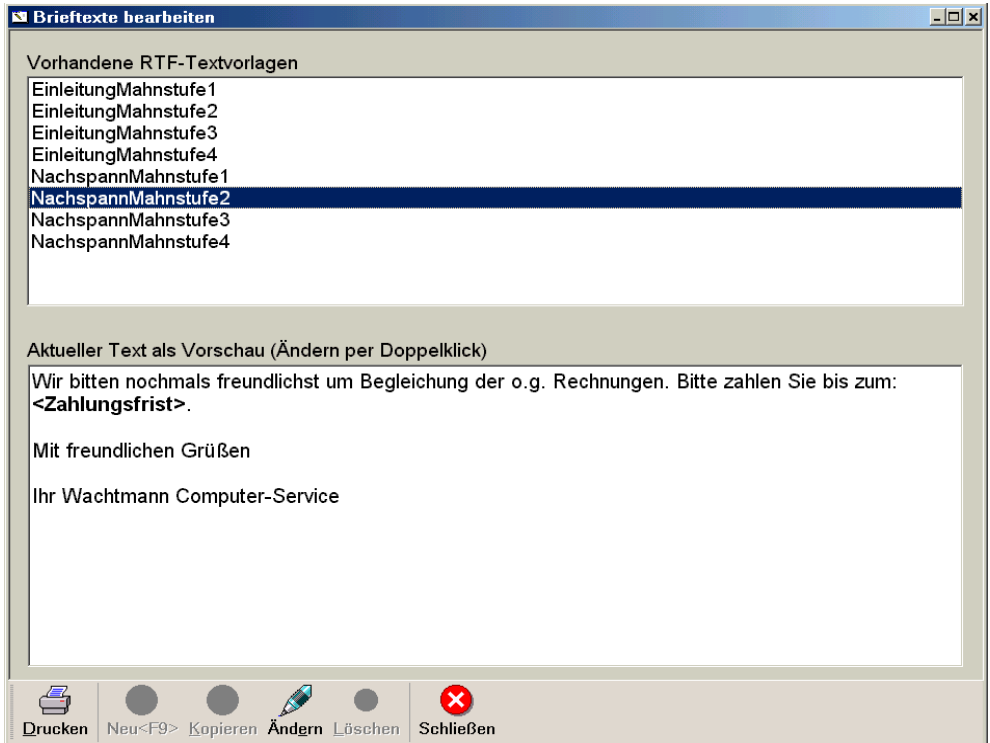 Brieftexte bearbeiten
Vorhandene RTF-Textvorlagen
EinleitungMahnstufe1
EinleitungMahnstufe2
EinleitungMahnstufe3
EinleitungMahnstufe4
NachspannMahnstufe1
NachspannMahnstufe2
NachspannMahnstufe3
NachspannMahnstufe4
Aktueller Text als Vorschau (Ändern per Doppelklick)
Wir bitten nochmals freundlichst um Begleichung der o.g. Rechnungen. Bitte zahlen Sie bis zum:
<Zahlungsfrist>.
Mit freundlichen Grüßen
Ihr Wachtmann Computer-Service
Drucken Neu<F9> Kopieren Ändern Löschen Schließen